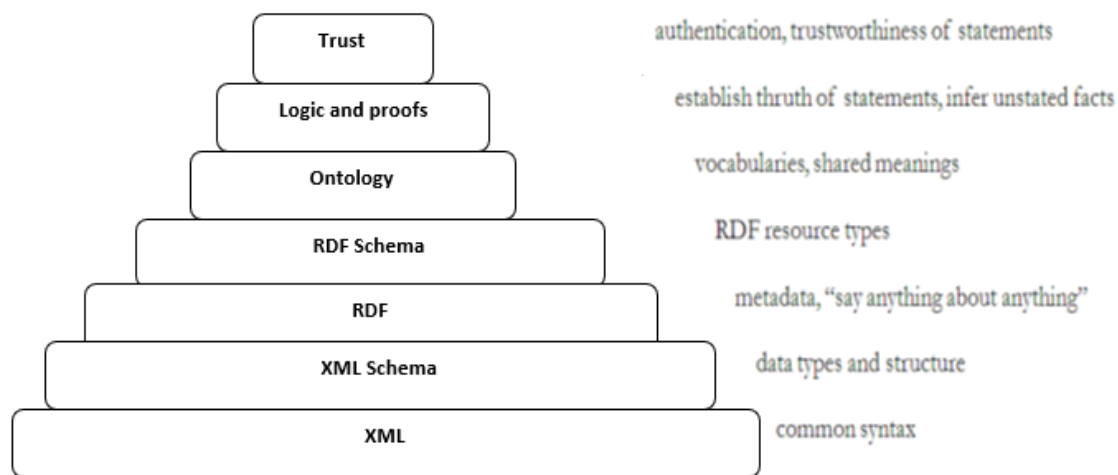 Trust
authentication, trustworthiness of statements
Logic and proofs
establish thruth of statements, infer unstated facts
Ontology
vocabularies, shared meanings
RDF Schema
RDF resource types
RDF
metadata, “say anything about anything”
XML Schema
data types and structure
XML
common syntax